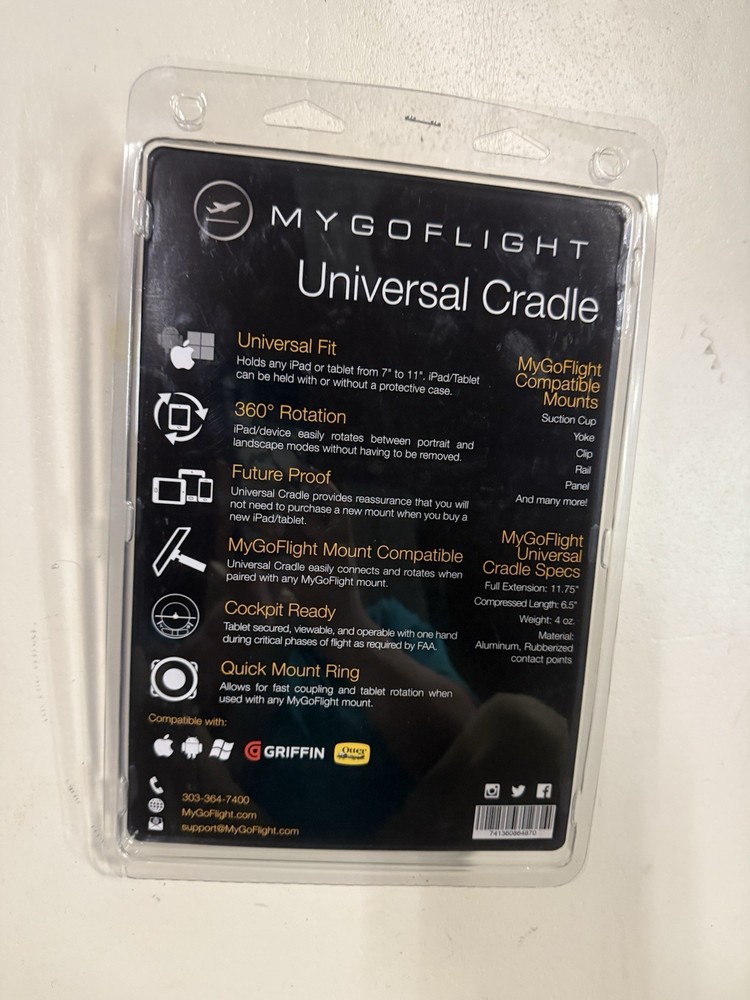 MYGOFLIGHT
Universal Cradle
Universal Fit
Holds any iPad or tablet from 7" to 11". iPad/Tablet
can be held with or without a protective case.
360° Rotation
iPad/device easily rotates between portrait and
landscape modes without having to be removed.
Future Proof
Universal Cradle provides reassurance that you will
not need to purchase a new mount when you buy a
new iPad/tablet.
MyGoFlight Mount Compatible
Universal Cradle easily connects and rotates when
paired with any MyGoFlight mount.
Cockpit Ready
Tablet secured, viewable, and operable with one hand
during critical phases of flight as required by FAA.
Quick Mount Ring
Allows for fast coupling and tablet rotation when
used with any MyGoFlight mount.
MyGoFlight
Compatible
Mounts
Suction Cup
Yoke
Clip
Rail
Panel
And many more!
MyGoFlight
Universal
Cradle Specs
Full Extension: 11.75"
Compressed Length: 6.5"
Weight: 4 oz.
Material:
Aluminum, Rubberized
contact points
Compatible with:
GRIFFIN
Otter
303-364-7400
MyGoFlight.com
support@MyGoFlight.com